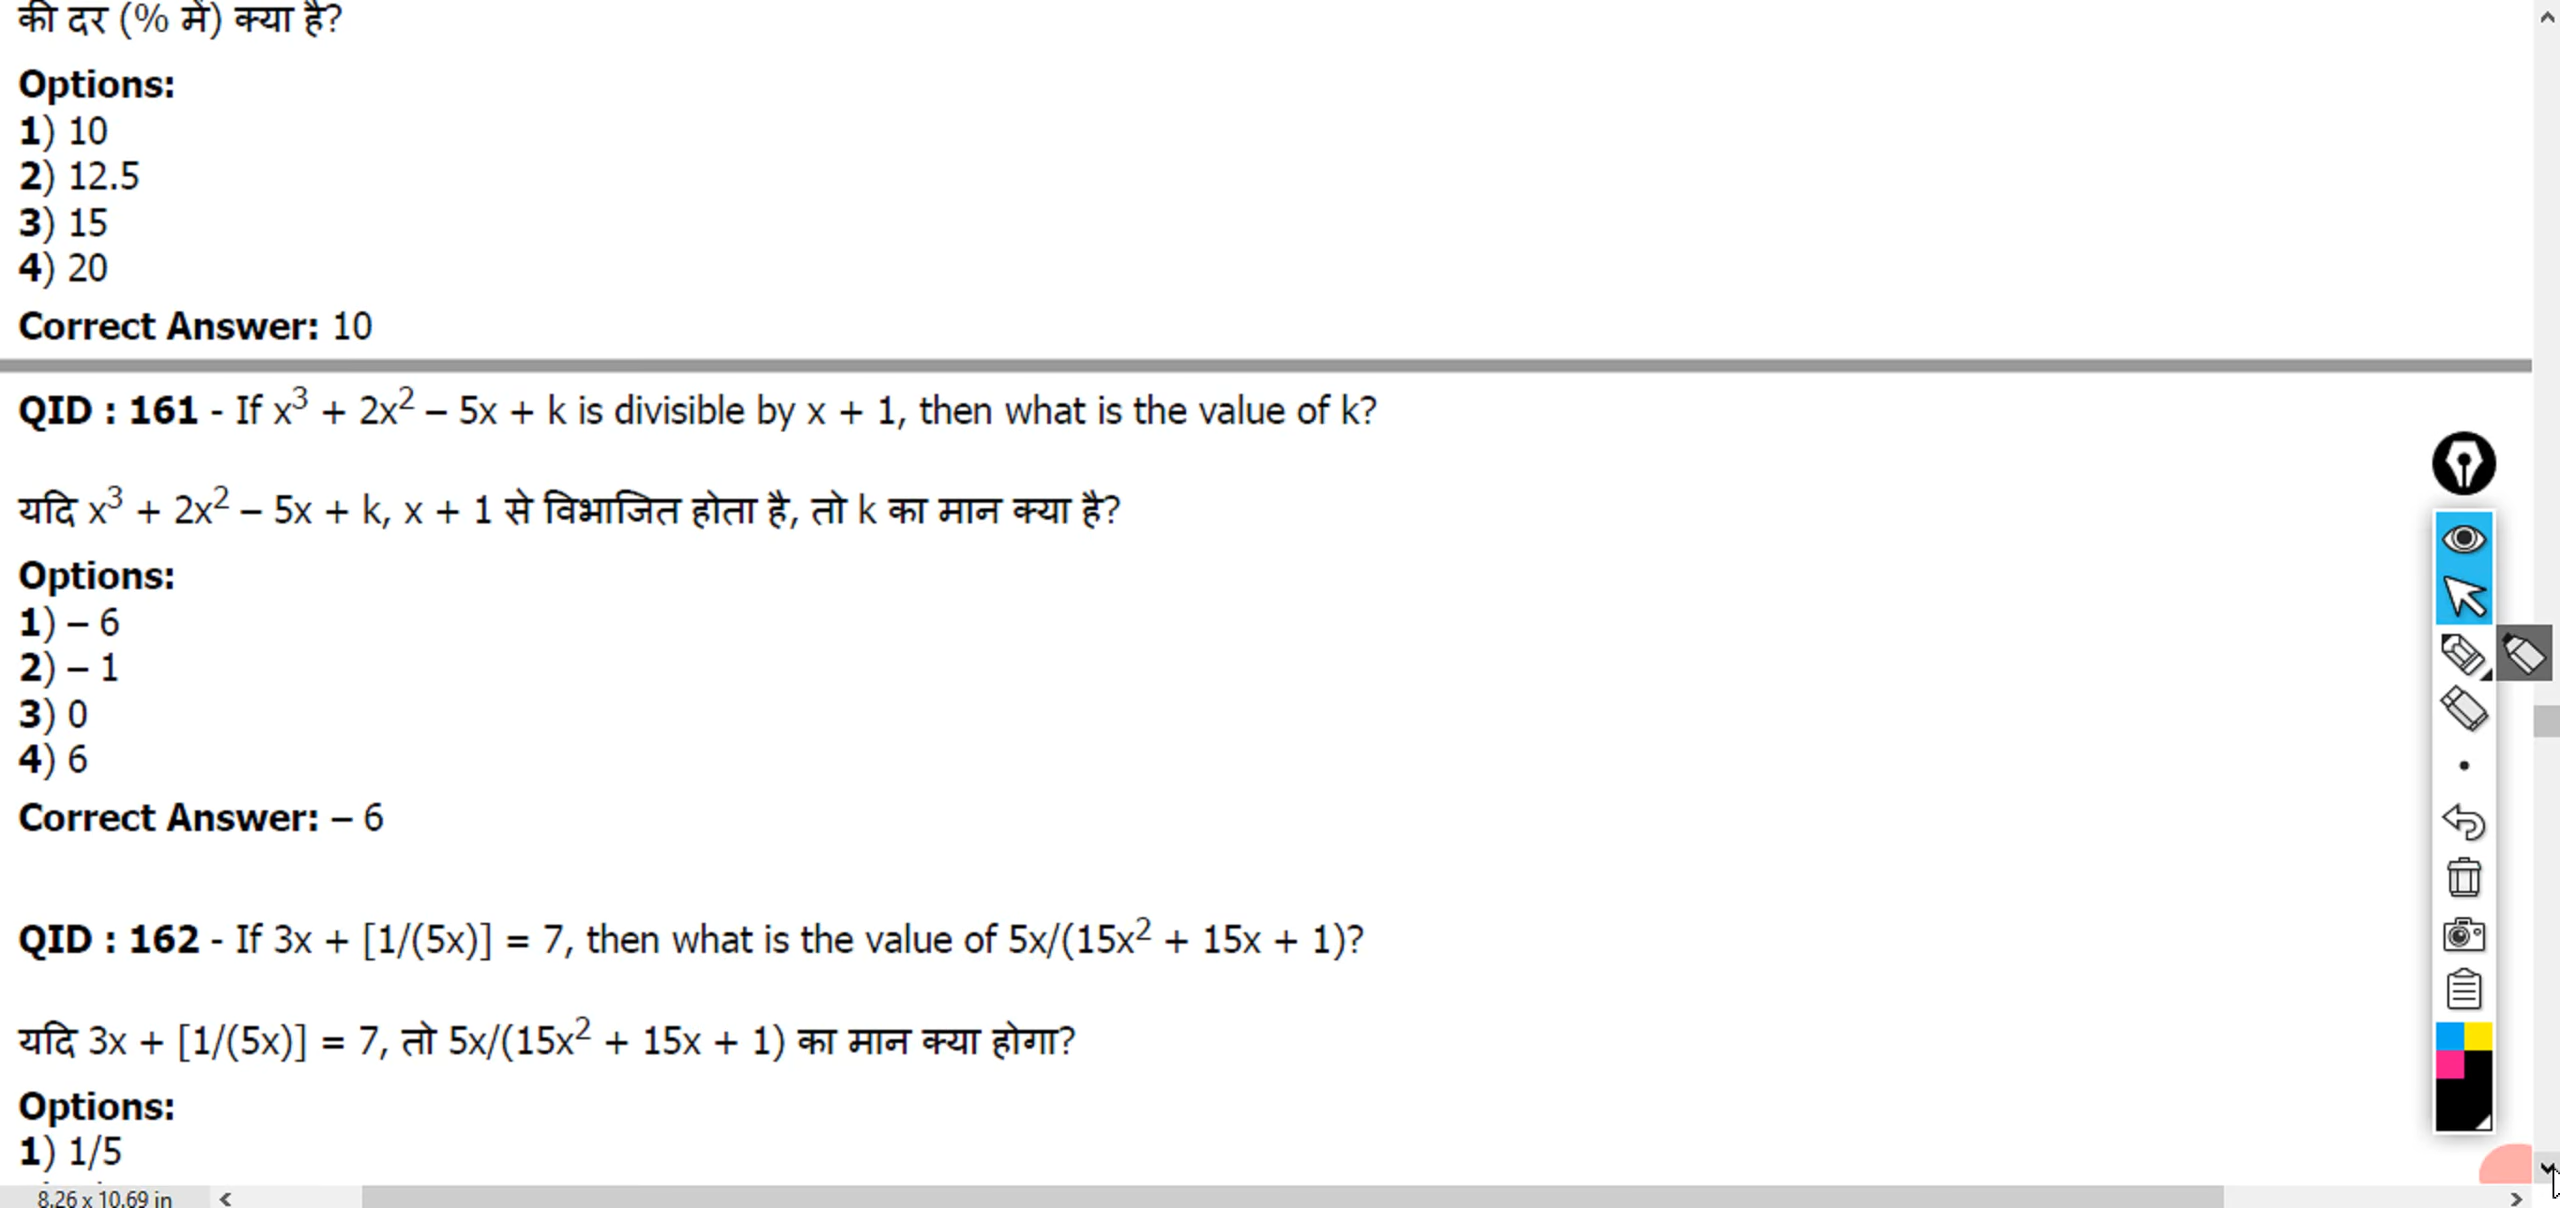 की दर (% में) क्या है?
Options:
1) 10
2) 12.5
3) 15
4) 20
Correct Answer: 10
QID : 161 - If x³ + 2x² – 5x + k is divisible by x + 1, then what is the value of k?
यदि x³ + 2x² – 5x + k, x + 1 से विभाजित होता है, तो k का मान क्या है?
Options:
1) – 6
2) – 1
3) 0
4) 6
Correct Answer: – 6
QID : 162 - If 3x + [1/(5x)] = 7, then what is the value of 5x/(15x² + 15x + 1)?
यदि 3x + [1/(5x)] = 7, तो 5x/(15x² + 15x + 1) का मान क्या होगा?
Options:
1) 1/5
8.26 x 10.69 in